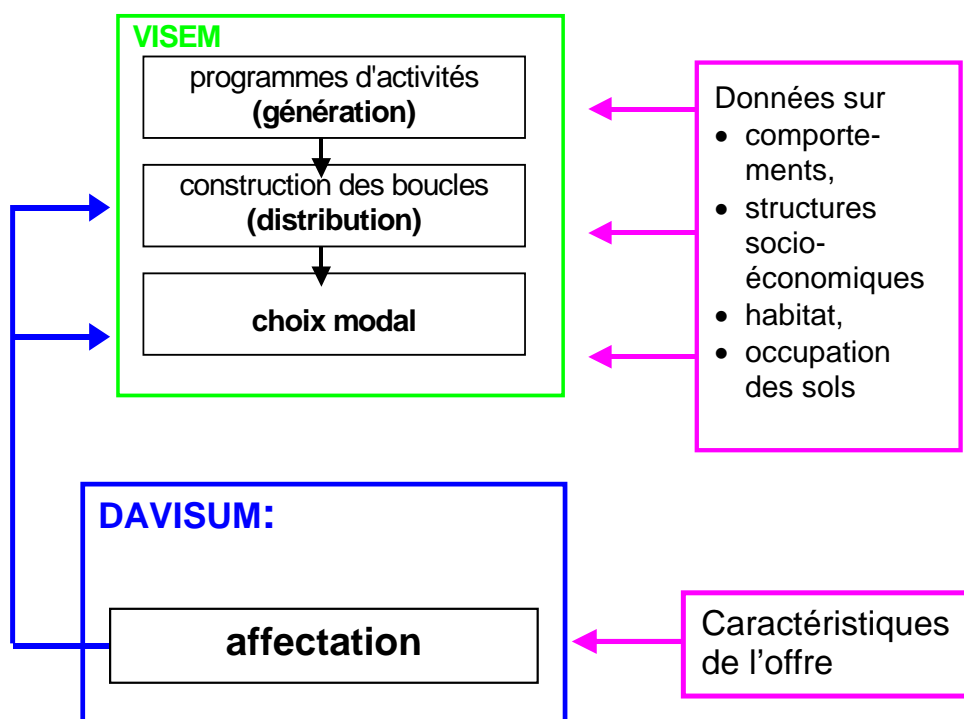 VISEM
programmes d'activités
(génération)
construction des boucles
(distribution)
choix modal
Données sur
• comporte-
ments,
• structures
socio-
économiques
• habitat,
• occupation
des sols
DAVISUM:
affectation
Caractéristiques
de l'offre